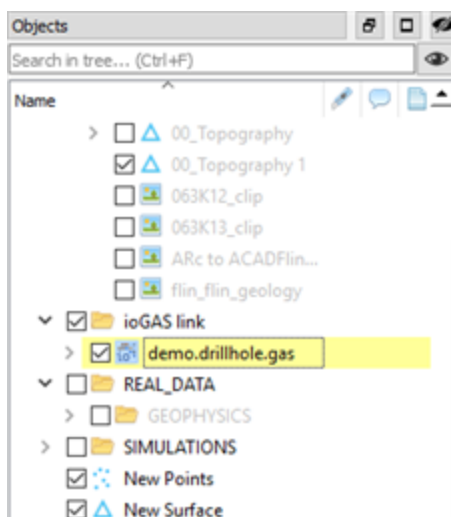 Objects
Search in tree... (Ctrl+F)
Name
00_Topography
00_Topography 1
063K12_clip
063K13_clip
ARc to ACADFlin...
flin_flin_geology
ioGAS link
demo.drillhole.gas
REAL_DATA
GEOPHYSICS
SIMULATIONS
New Points
New Surface